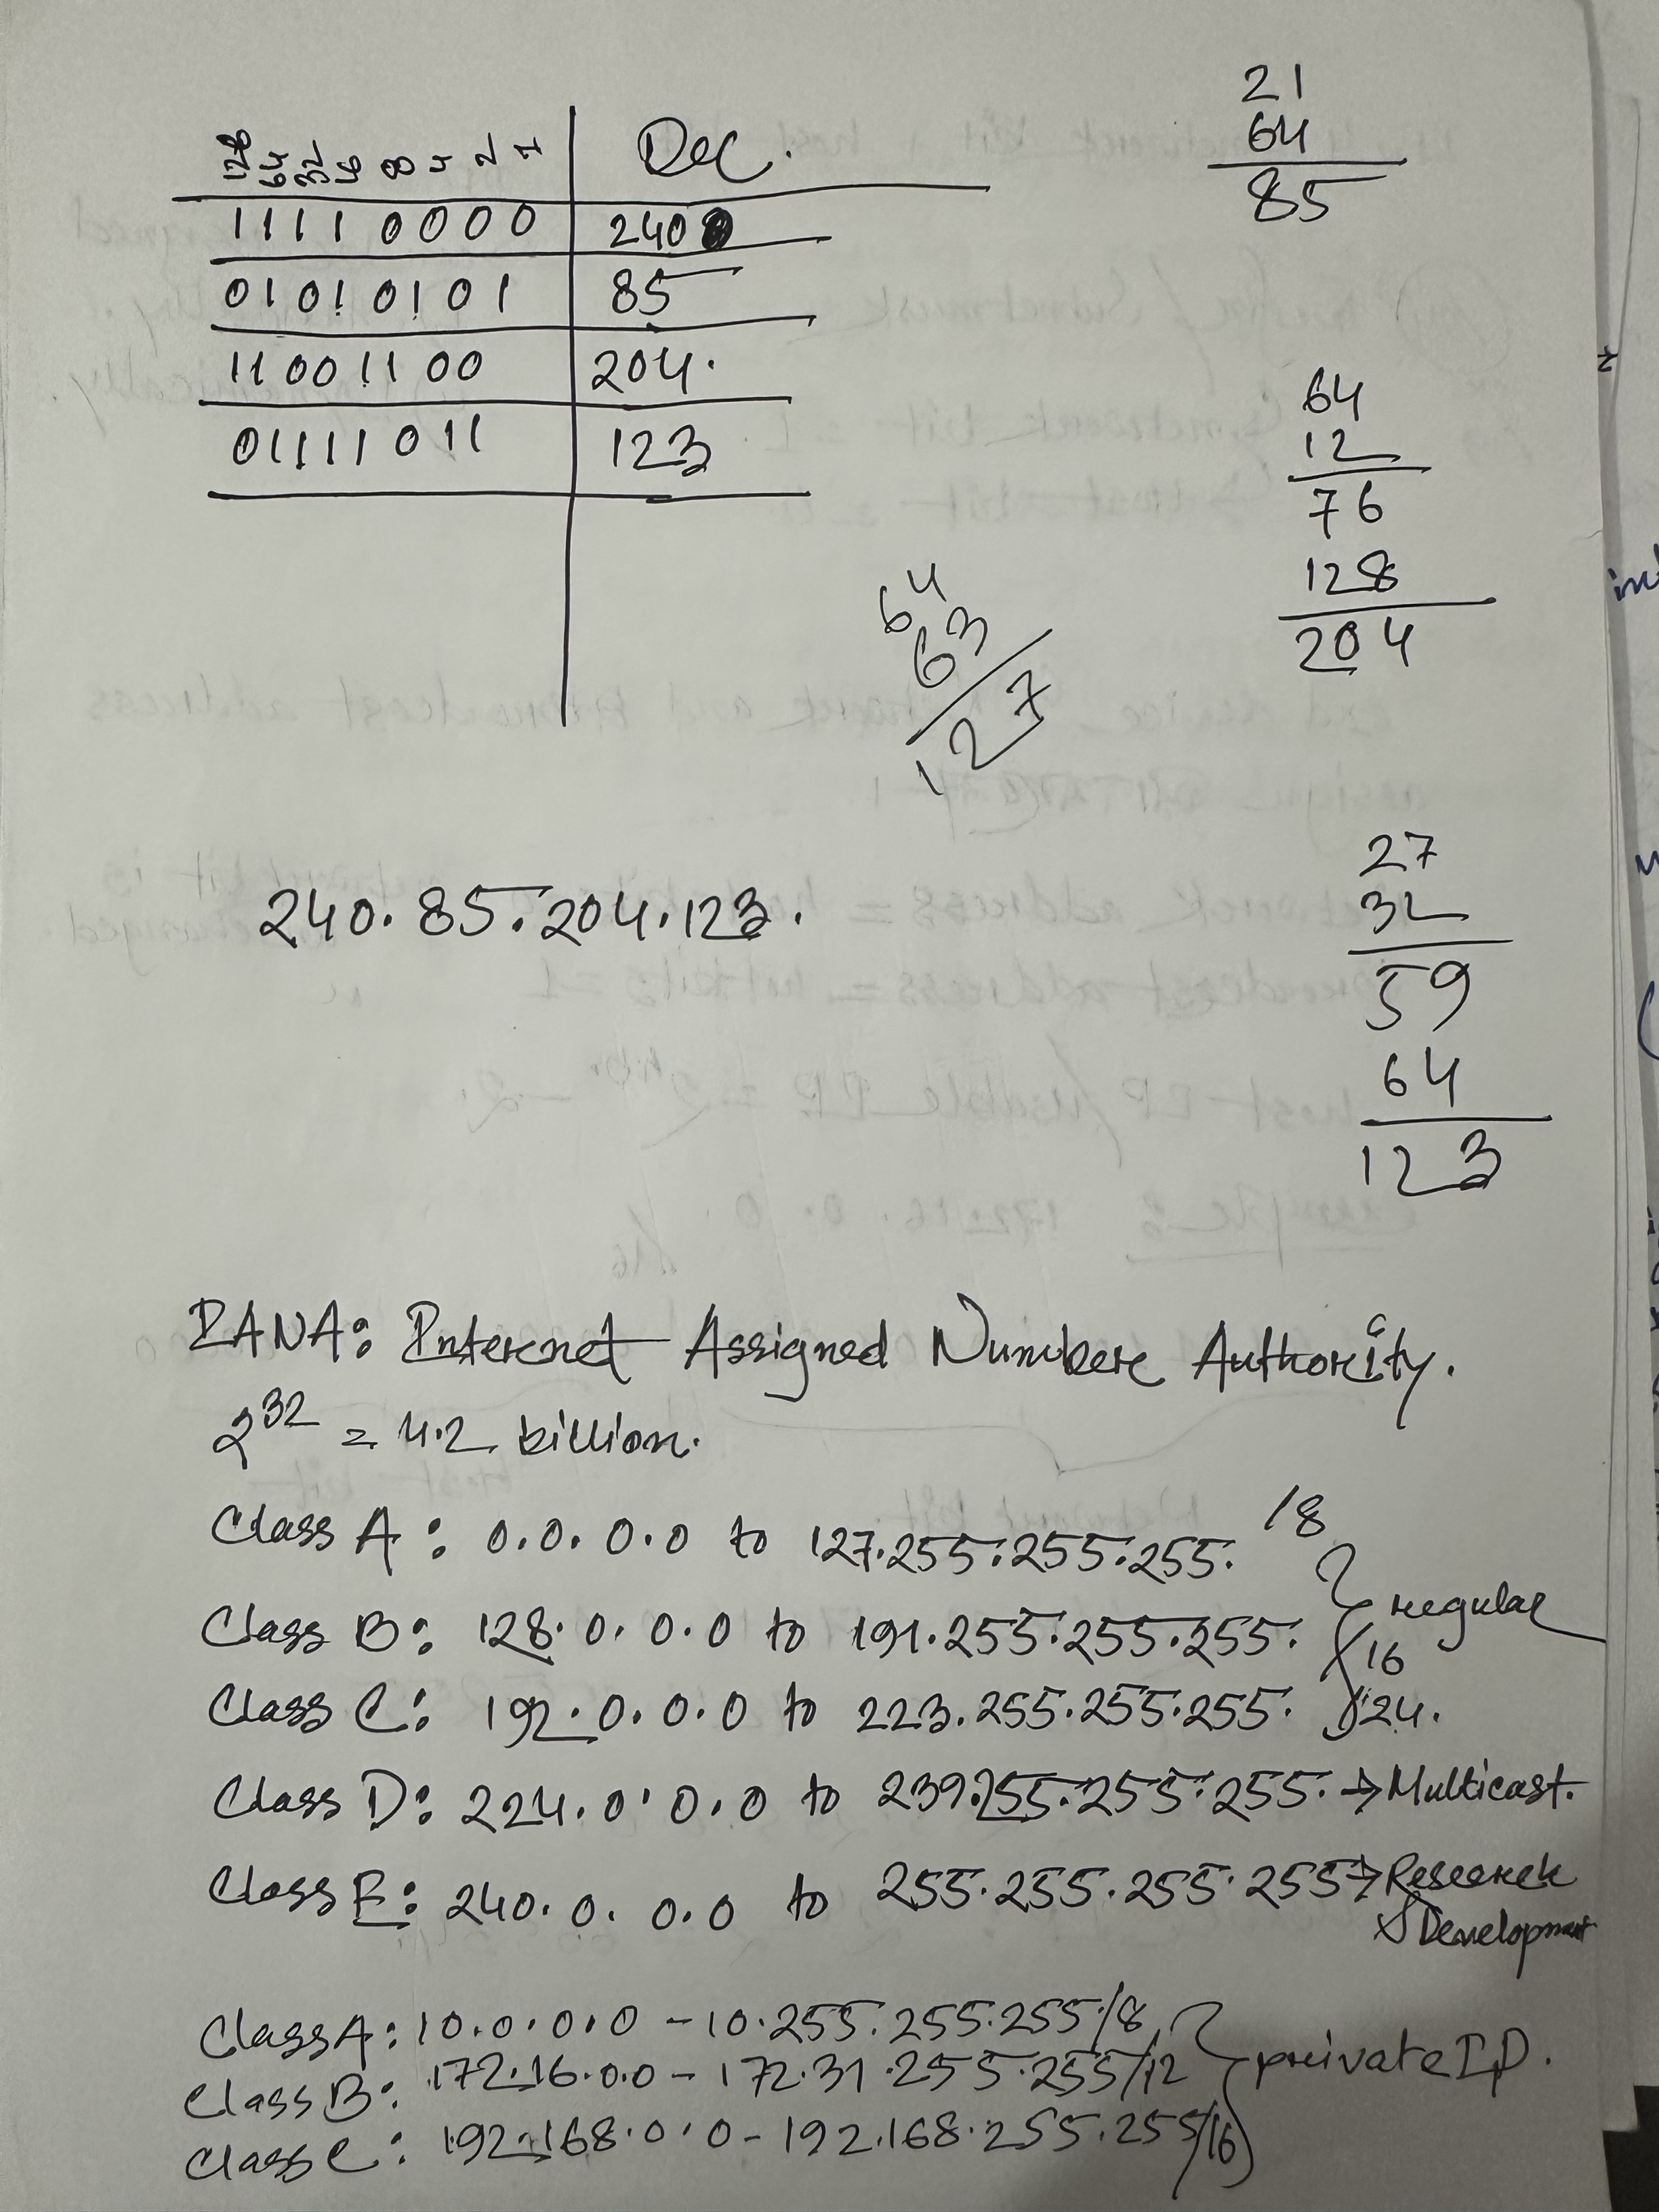 128 64 32 16 8 4 2 1 Dec.
11110000 240
01010101 85
11001100 204.
01111011 123
21
64
85
64
12
76
128
204
64
63
127
240.85.204.123.
27
32
59
64
123
IANA: Internet Assigned Numbere Authority.
2^32 = 4.2 billion.
Class A: 0.0.0.0 to 127.255.255.255. /8
Class B: 128.0.0.0 to 191.255.255.255. /16
regular
Class C: 192.0.0.0 to 223.255.255.255. /24.
Class D: 224.0.0.0 to 239.255.255.255. → Multicast.
Class E: 240.0.0.0 to 255.255.255.255 → Research
& Development
Class A: 10.0.0.0 - 10.255.255.255/8
Class B: 172.16.0.0 - 172.31.255.255/12 private IP.
Class C: 192.168.0.0 - 192.168.255.255/16